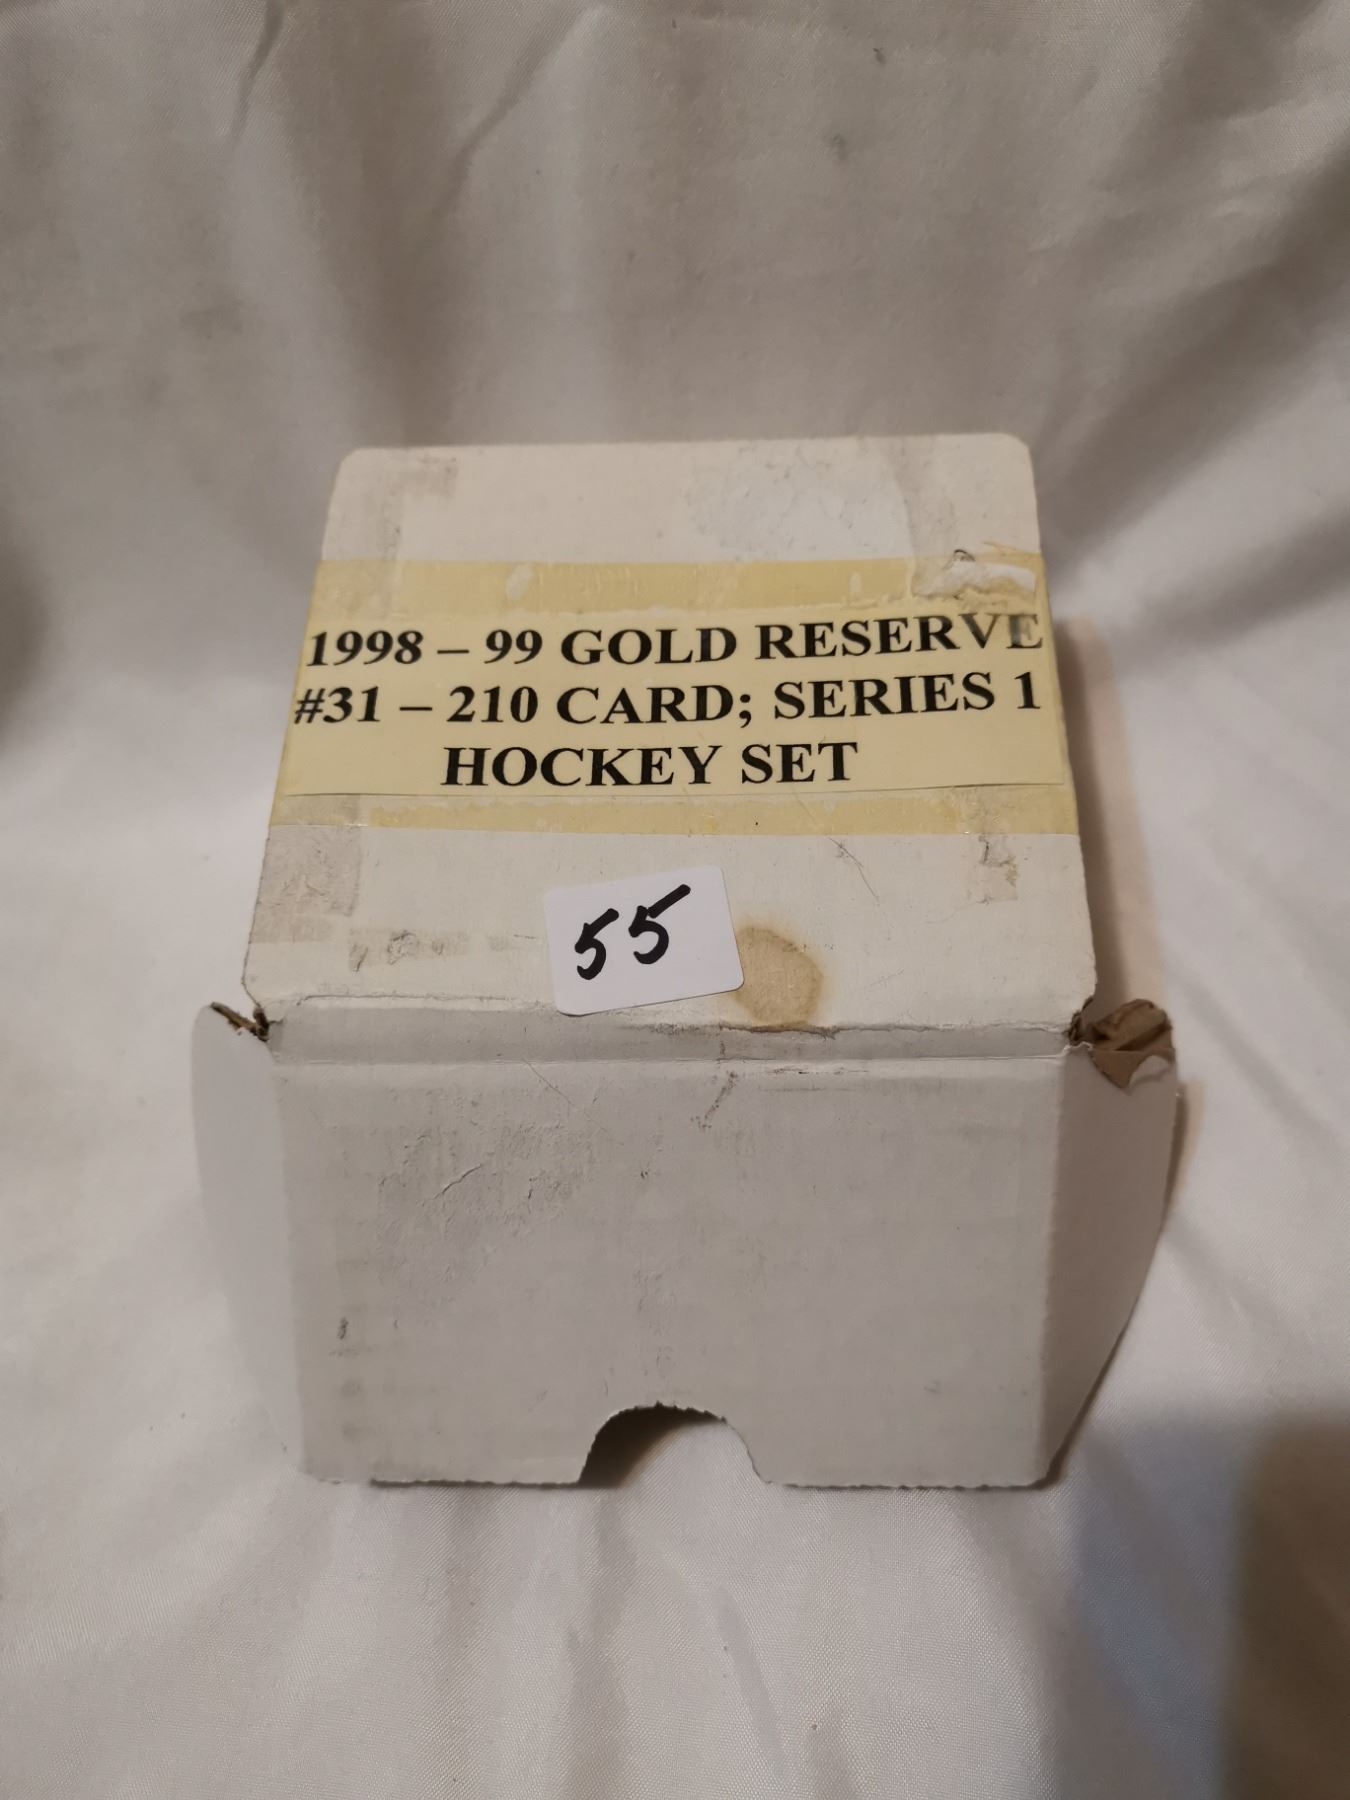 1998 – 99 GOLD RESERVE
#31 – 210 CARD; SERIES 1
HOCKEY SET
55